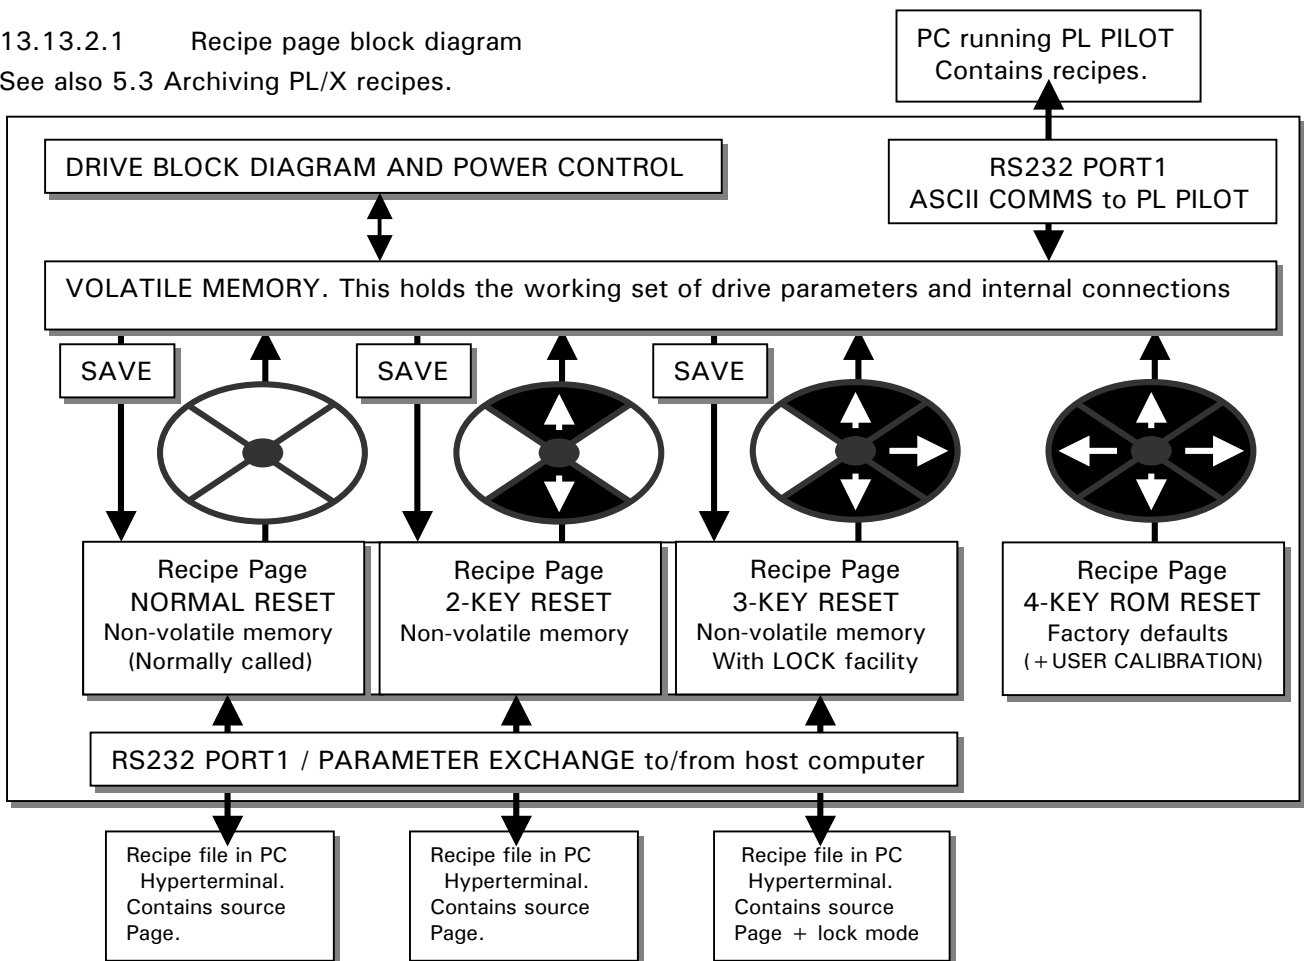 13.13.2.1 Recipe page block diagram
See also 5.3 Archiving PL/X recipes.
PC running PL PILOT
Contains recipes.
DRIVE BLOCK DIAGRAM AND POWER CONTROL
RS232 PORT1
ASCII COMMS to PL PILOT
VOLATILE MEMORY. This holds the working set of drive parameters and internal connections
SAVE
SAVE
SAVE
Recipe Page
NORMAL RESET
Non-volatile memory
(Normally called)
Recipe Page
2-KEY RESET
Non-volatile memory
Recipe Page
3-KEY RESET
Non-volatile memory
With LOCK facility
Recipe Page
4-KEY ROM RESET
Factory defaults
(+USER CALIBRATION)
RS232 PORT1 / PARAMETER EXCHANGE to/from host computer
Recipe file in PC
Hyperterminal.
Contains source
Page.
Recipe file in PC
Hyperterminal.
Contains source
Page.
Recipe file in PC
Hyperterminal.
Contains source
Page + lock mode